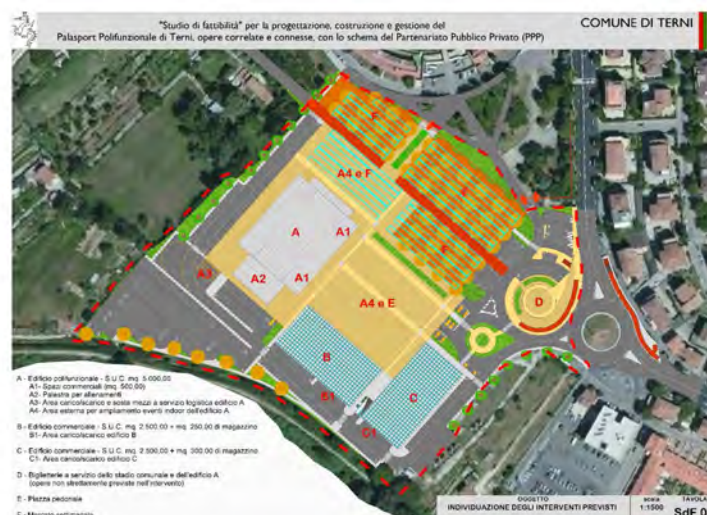 "Studio di fattibilità" per la progettazione, costruzione e gestione del
Palasport Polifunzionale di Terni, opere correlate e connesse, con lo schema del Partenariato Pubblico Privato (PPP)
COMUNE DI TERNI
F
A4 e F
F
A
A1
F
A3
A2
A1
A4 e E
D
B
B1
C
C1
A - Edificio polifunzionale - S.U.C. mq. 5.000,00
A1- Spazi commerciali (mq. 500,00)
A2- Palestra per allenamenti
A3- Area carico/scarico e sosta mezzi a servizio logistica edificio A
A4- Area esterna per ampliamento eventi indoor dell'edificio A
B - Edificio commerciale - S.U.C. mq. 2.500,00 + mq. 250,00 di magazzino
B1- Area carico/scarico edificio B
C - Edificio commerciale - S.U.C. mq. 2.500,00 + mq. 300,00 di magazzino
C1- Area carico/scarico edificio C
D - Biglietterie a servizio dello stadio comunale e dell'edificio A
(opere non strettamente previste nell'intervento)
E - Piazza pedonale
F - Mercato settimanale
OGGETTO
INDIVIDUAZIONE DEGLI INTERVENTI PREVISTI
scala
1:1500
TAVOLA
SdF 0